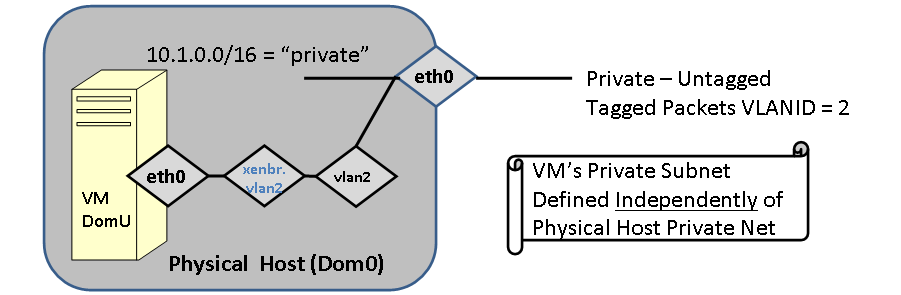 10.1.0.0/16 = “private”
eth0
Private – Untagged
Tagged Packets VLANID = 2
eth0
xenbr.
vlan2
vlan2
VM
DomU
VM’s Private Subnet
Defined Independently of
Physical Host Private Net
Physical Host (Dom0)